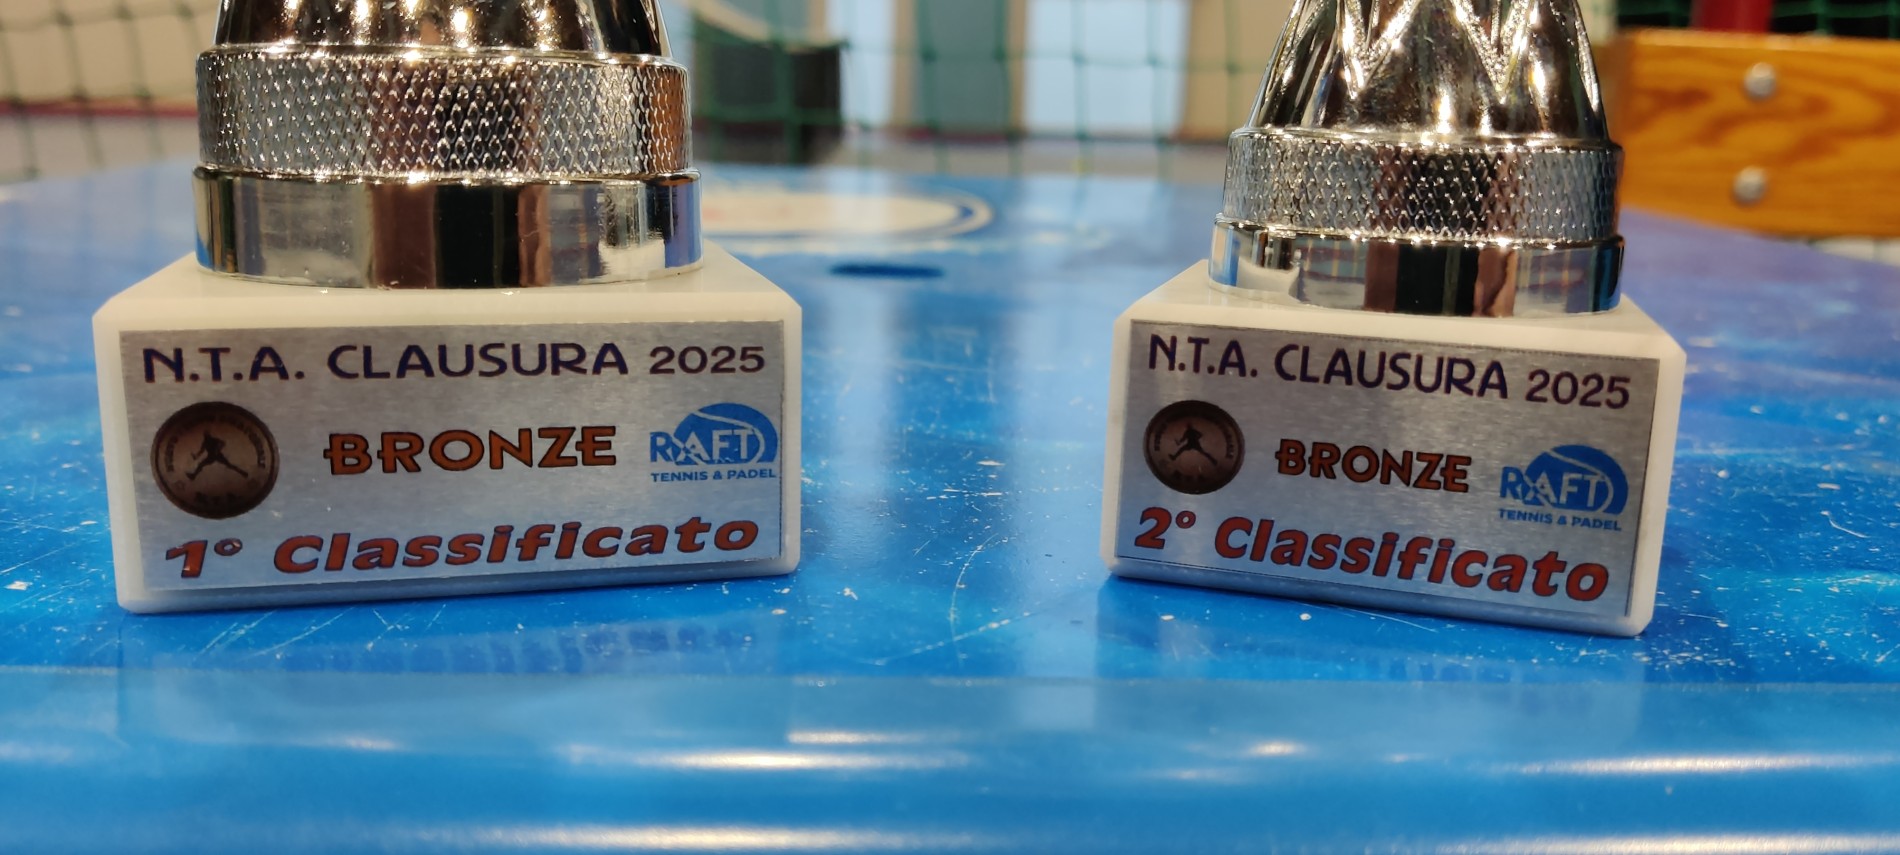 N.T.A. CLAUSURA 2025
BRONZE
RAFT
TENNIS & PADEL
1° Classificato
N.T.A. CLAUSURA 2025
BRONZE
RAFT
TENNIS & PADEL
2° Classificato